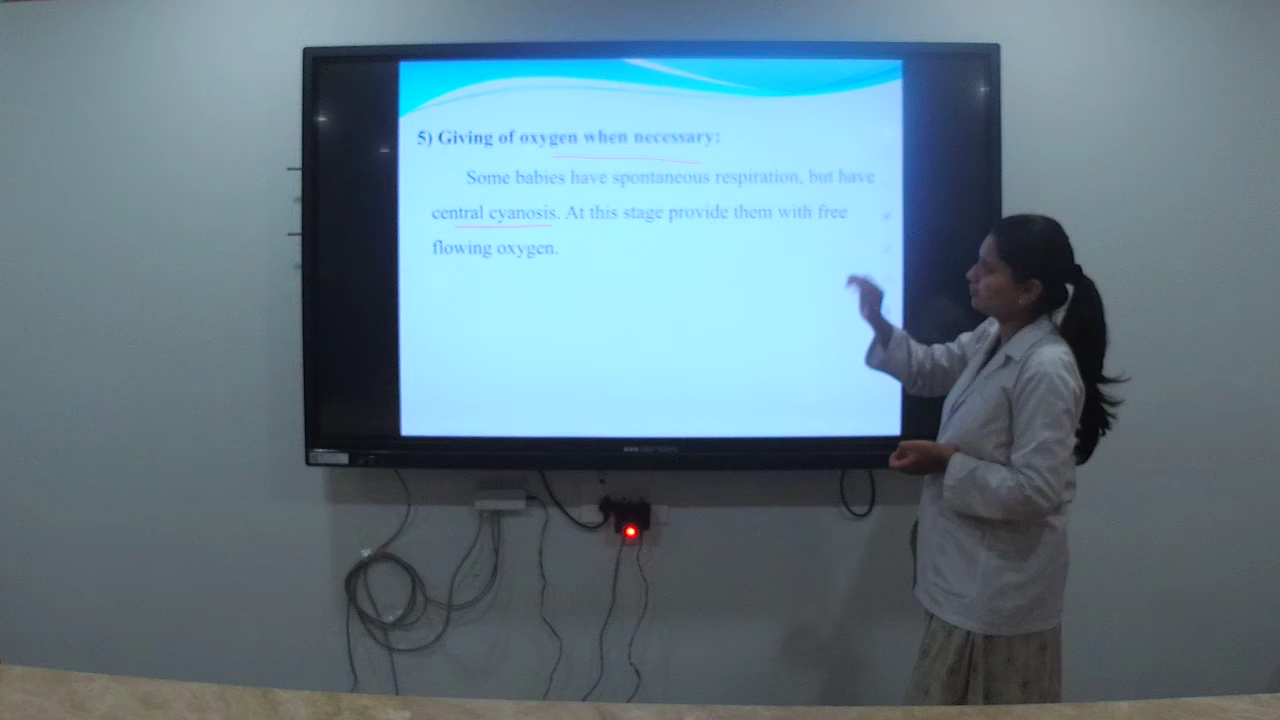 5) Giving of oxygen when necessary:
Some babies have spontaneous respiration, but have
central cyanosis. At this stage provide them with free
flowing oxygen.